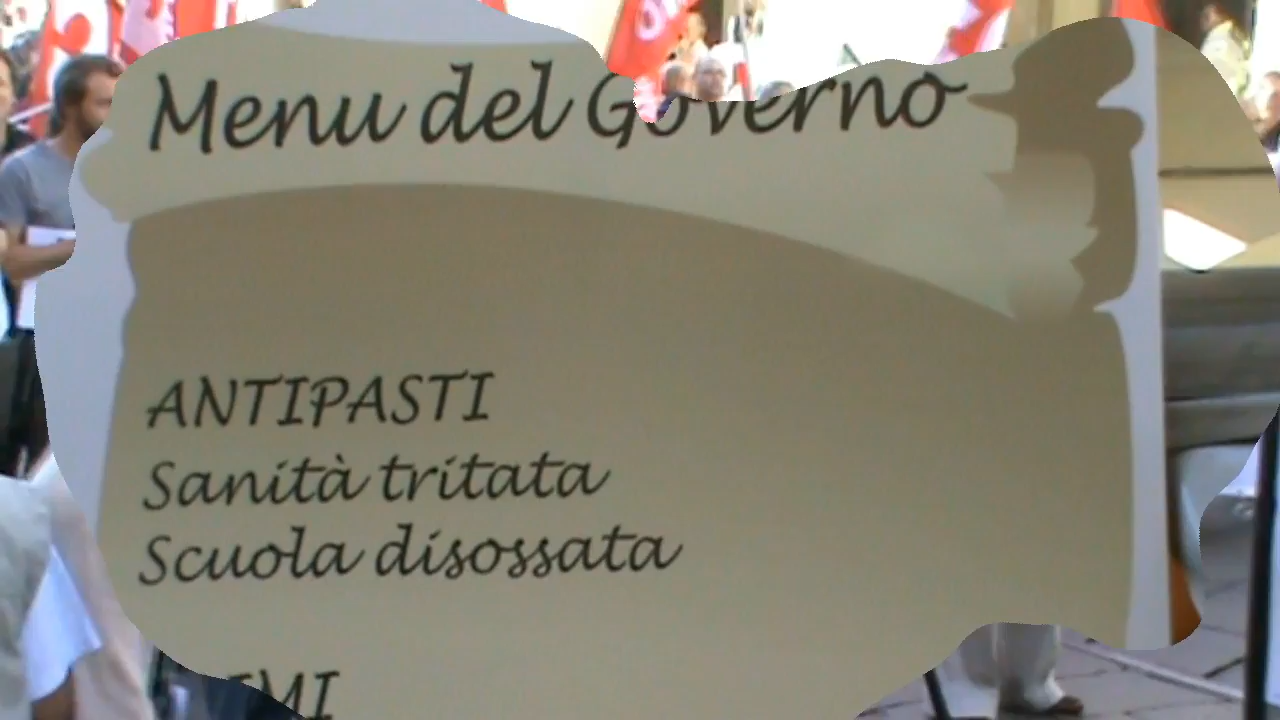 Menu del Governo
ANTIPASTI
Sanità tritata
Scuola disossata